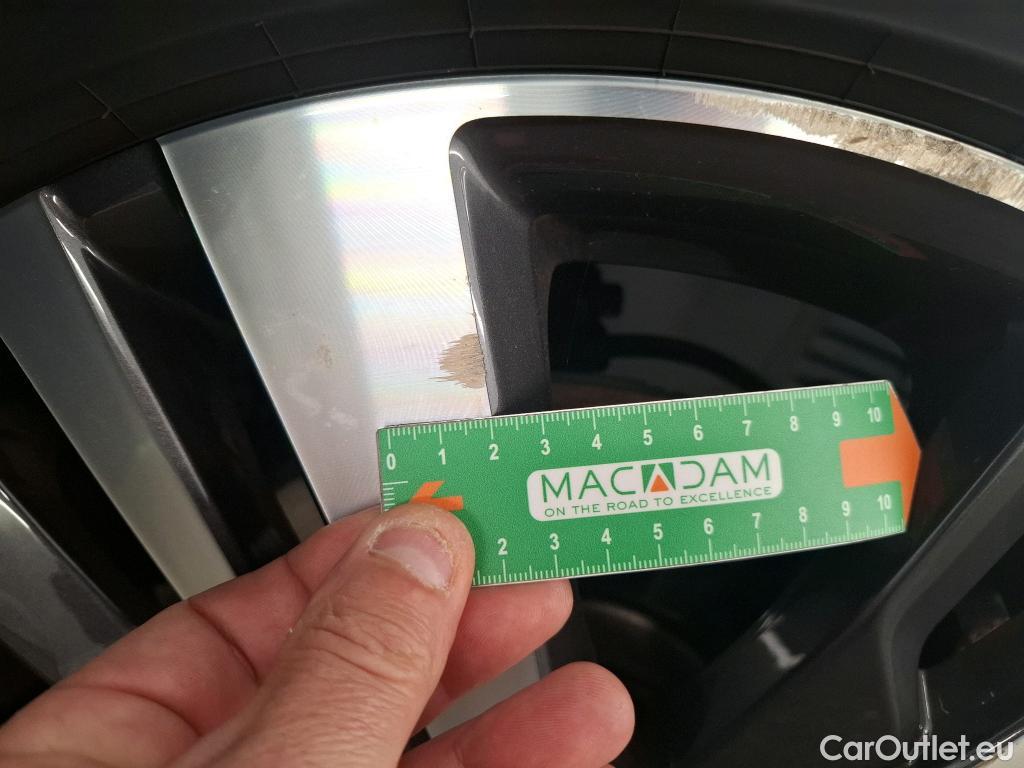 0 1 2 3 4 5 6 7 8 9 10
MACADAM
ON THE ROAD TO EXCELLENCE
2 3 4 5 6 7 8 9 10
CarOutlet.eu